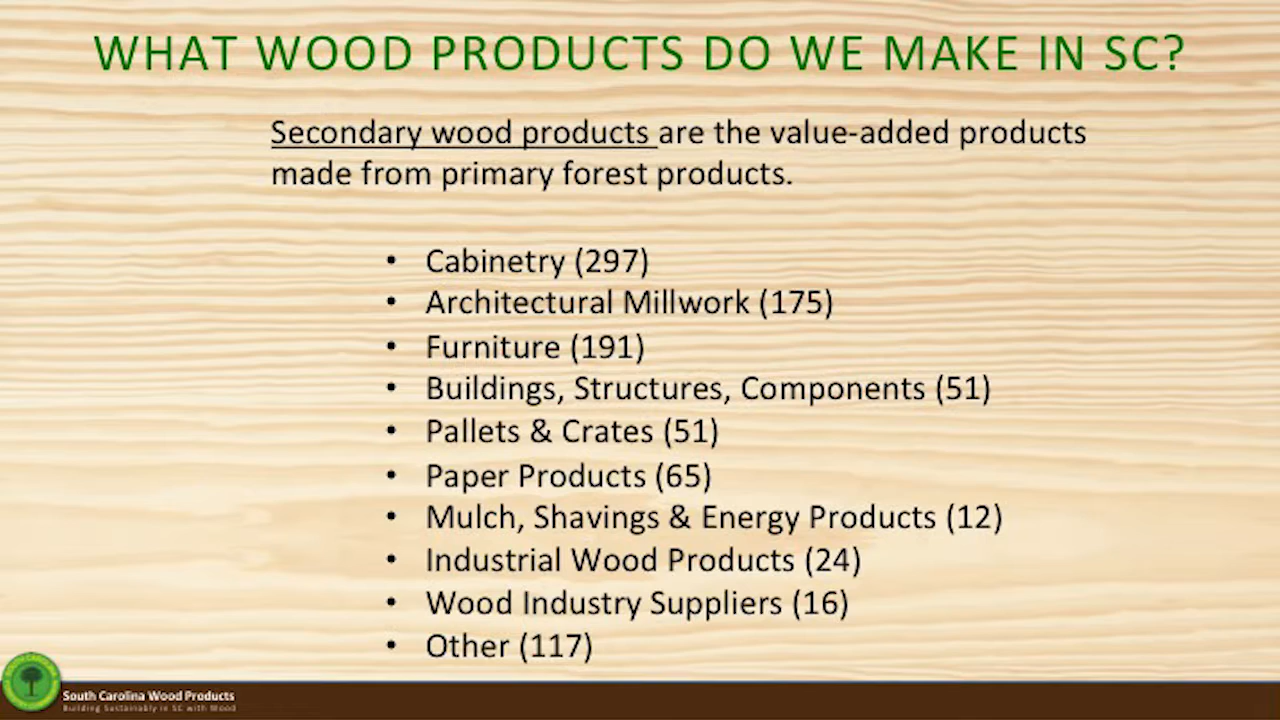 WHAT WOOD PRODUCTS DO WE MAKE IN SC?
Secondary wood products are the value-added products
made from primary forest products.
• Cabinetry (297)
• Architectural Millwork (175)
• Furniture (191)
• Buildings, Structures, Components (51)
• Pallets & Crates (51)
• Paper Products (65)
• Mulch, Shavings & Energy Products (12)
• Industrial Wood Products (24)
• Wood Industry Suppliers (16)
• Other (117)
South Carolina Wood Products
Building Sustainably in SC with Wood